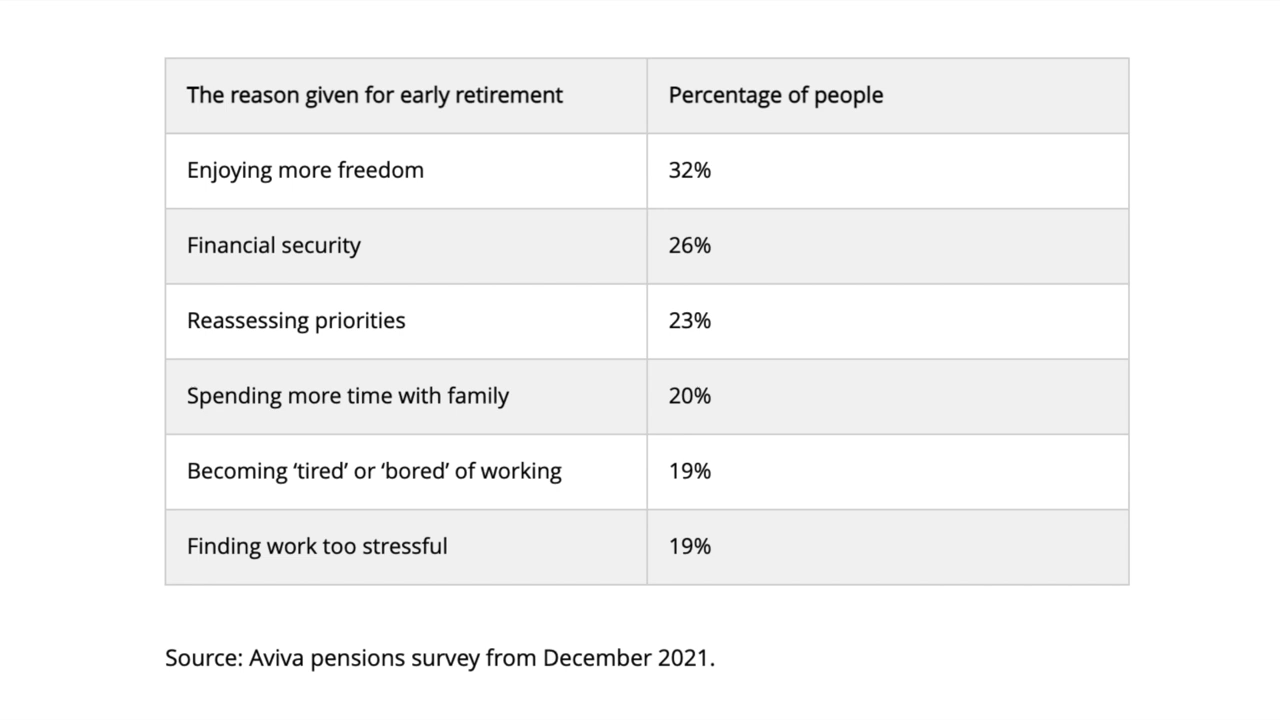 The reason given for early retirement Percentage of people
Enjoying more freedom 32%
Financial security 26%
Reassessing priorities 23%
Spending more time with family 20%
Becoming ‘tired’ or ‘bored’ of working 19%
Finding work too stressful 19%
Source: Aviva pensions survey from December 2021.